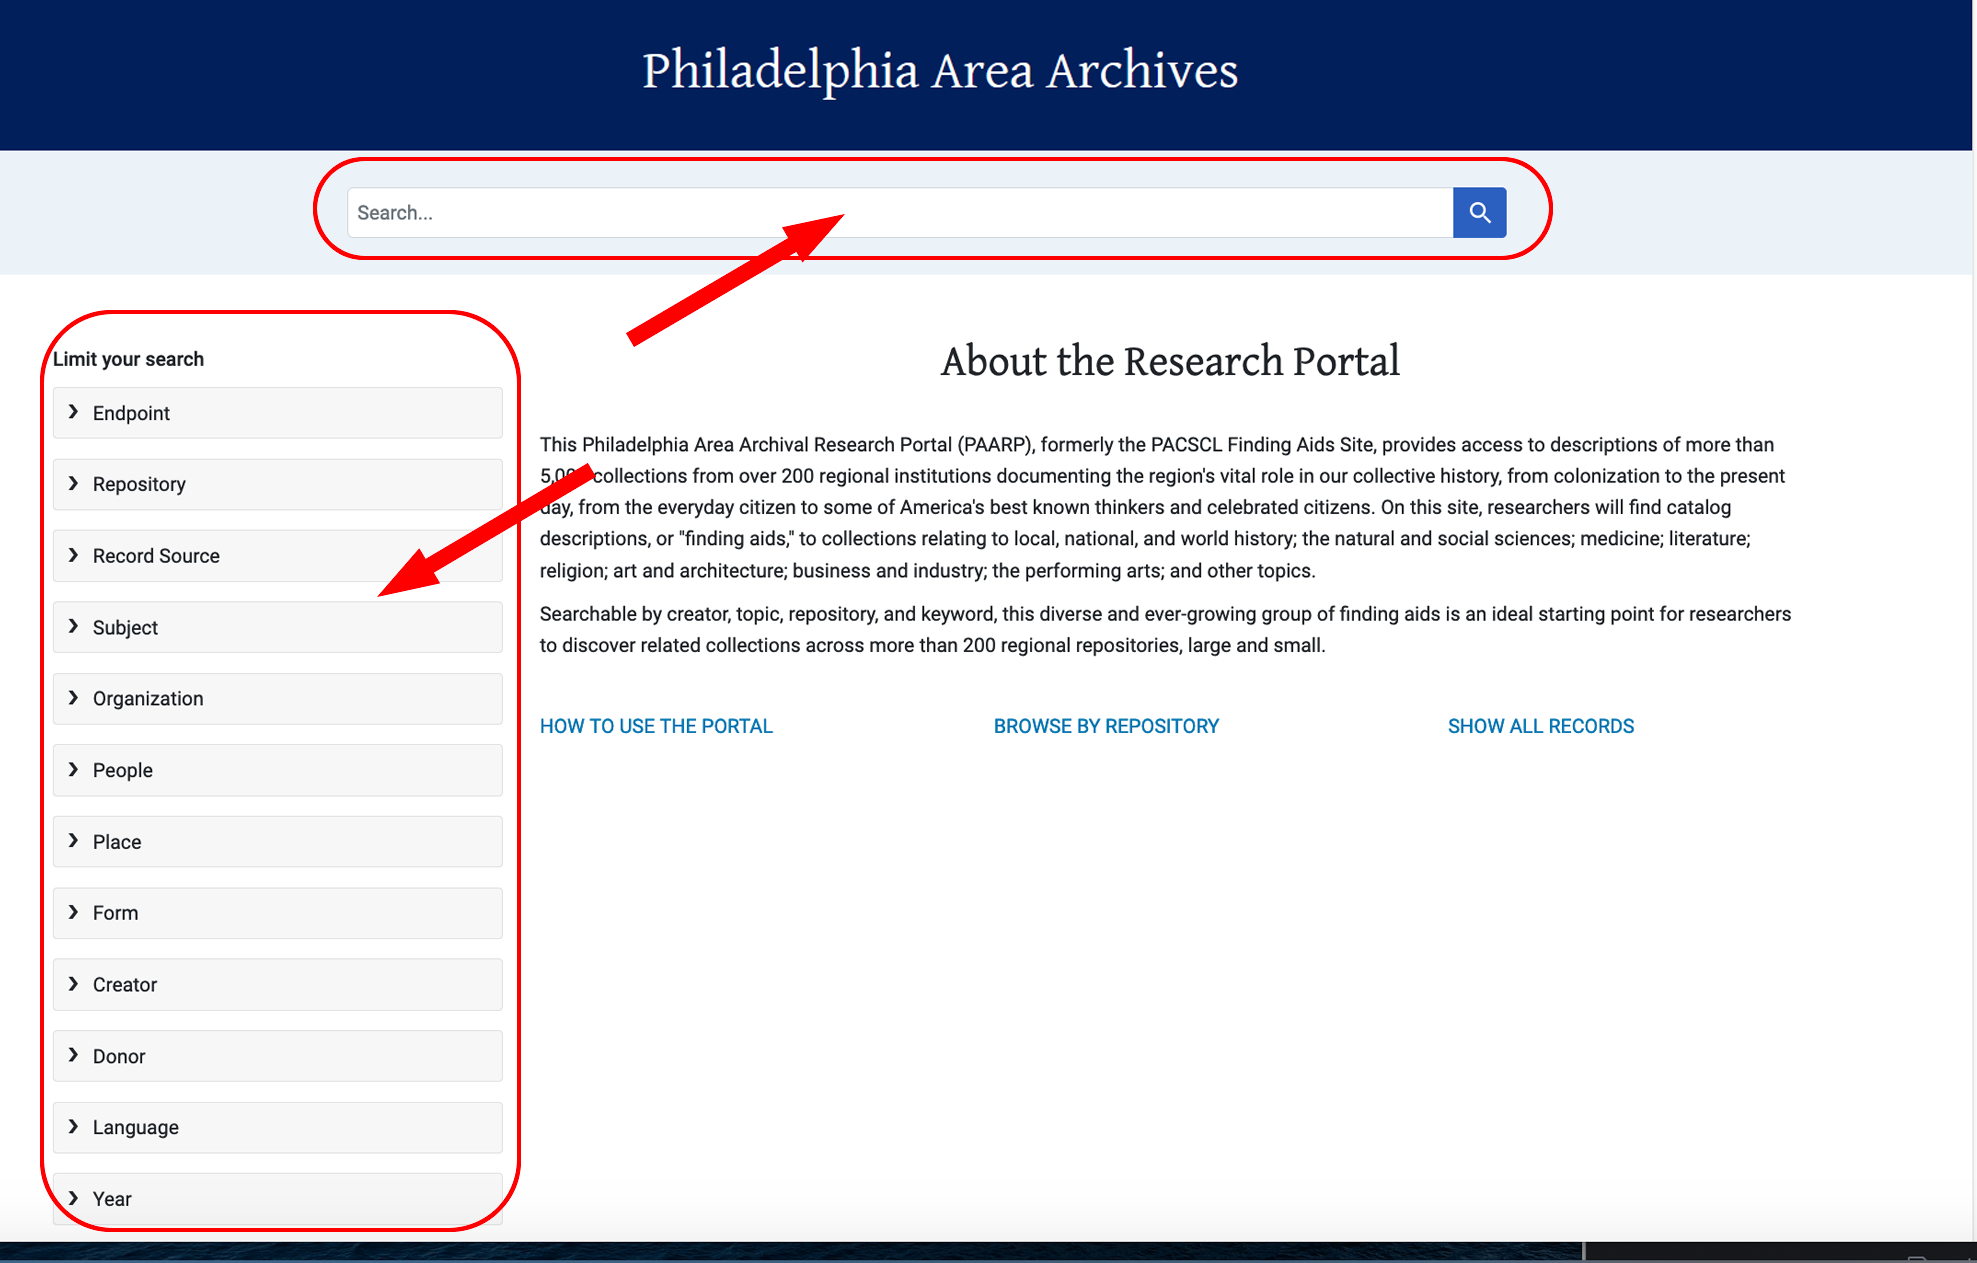 Philadelphia Area Archives
Search...
Limit your search
Endpoint
Repository
Record Source
Subject
Organization
People
Place
Form
Creator
Donor
Language
Year
About the Research Portal
This Philadelphia Area Archival Research Portal (PAARP), formerly the PACSCL Finding Aids Site, provides access to descriptions of more than
collections from over 200 regional institutions documenting the region's vital role in our collective history, from colonization to the present
day, from the everyday citizen to some of America's best known thinkers and celebrated citizens. On this site, researchers will find catalog
descriptions, or "finding aids," to collections relating to local, national, and world history; the natural and social sciences; medicine; literature;
religion; art and architecture; business and industry; the performing arts; and other topics.
Searchable by creator, topic, repository, and keyword, this diverse and ever-growing group of finding aids is an ideal starting point for researchers
to discover related collections across more than 200 regional repositories, large and small.
HOW TO USE THE PORTAL
BROWSE BY REPOSITORY
SHOW ALL RECORDS